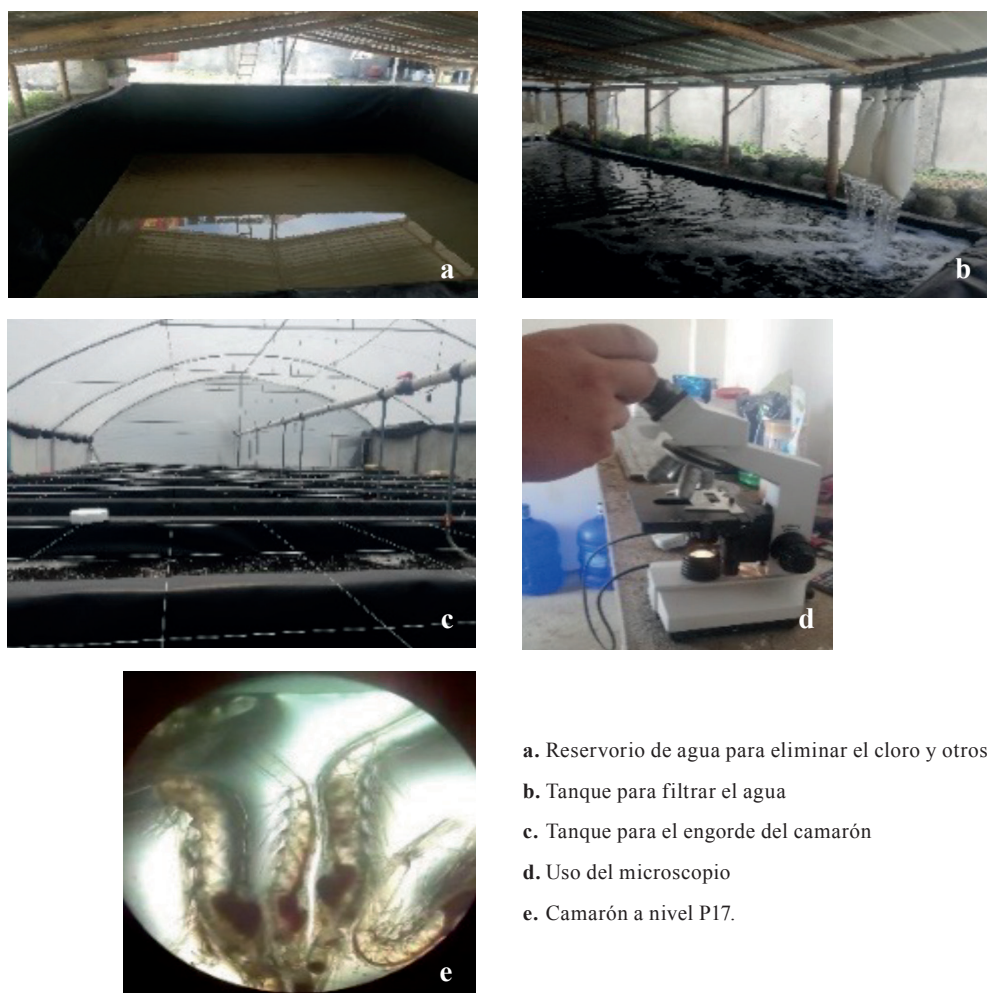 a
b
c
d
e
a. Reservorio de agua para eliminar el cloro y otros
b. Tanque para filtrar el agua
c. Tanque para el engorde del camarón
d. Uso del microscopio
e. Camarón a nivel P17.